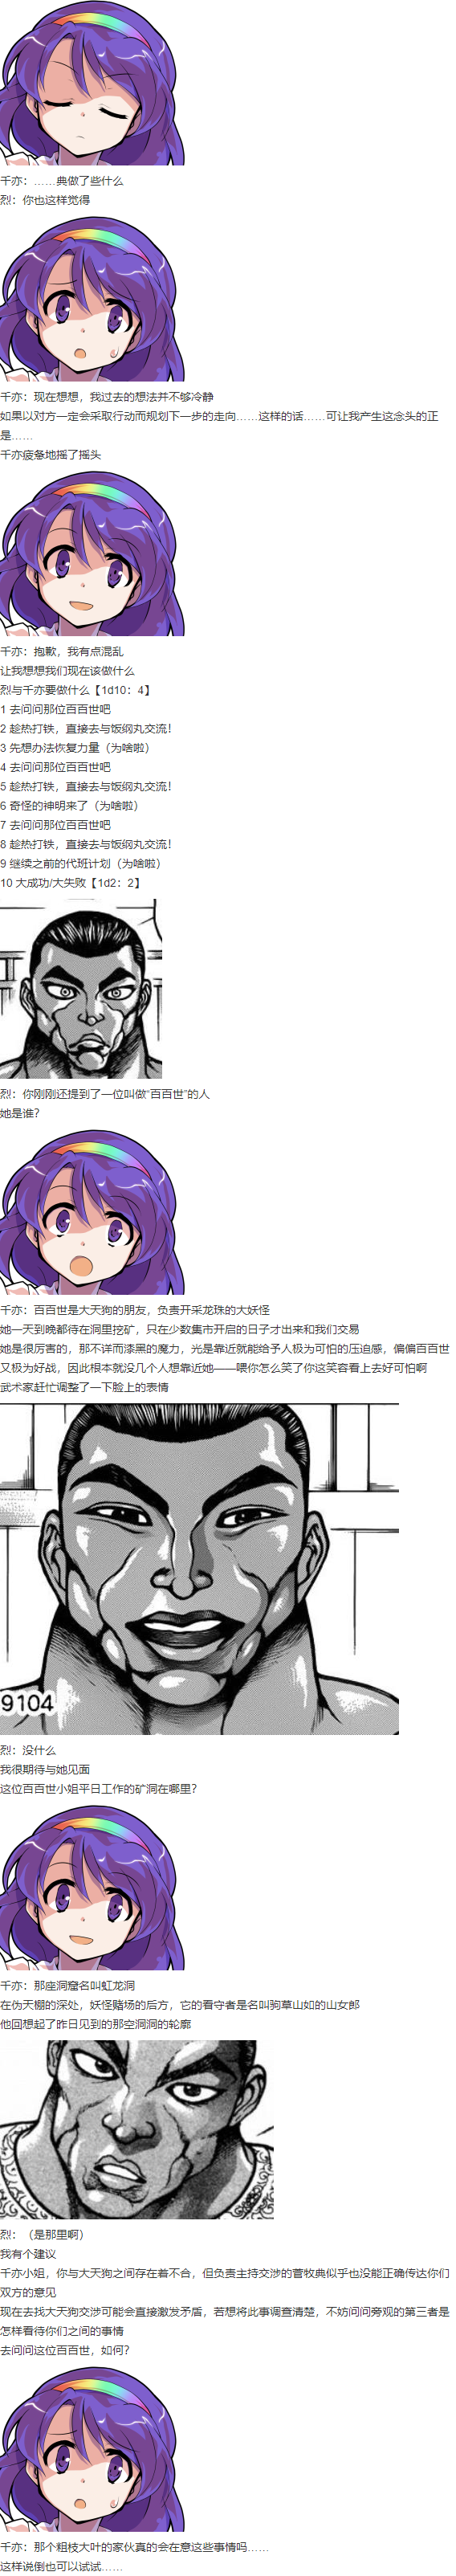 千亦：……典做了些什么
烈：你也这样觉得
千亦：现在想想，我过去的想法并不够冷静
如果以对方一定会采取行动而规划下一步的走向……这样的话……可让我产生这念头的正
是……
千亦疲惫地摇了摇头
千亦：抱歉，我有点混乱
让我想想我们现在该做什么
烈与千亦要做什么【1d10：4】
1 去问问那位百百世吧
2 趁热打铁，直接去与饭纲丸交流！
3 先想办法恢复力量（为啥啦）
4 去问问那位百百世吧
5 趁热打铁，直接去与饭纲丸交流！
6 奇怪的神明来了（为啥啦）
7 去问问那位百百世吧
8 趁热打铁，直接去与饭纲丸交流！
9 继续之前的代班计划（为啥啦）
10 大成功/大失败【1d2：2】
烈：你刚刚还提到了一位叫做“百百世”的人
她是谁？
千亦：百百世是大天狗的朋友，负责开采龙珠的大妖怪
她一天到晚都待在洞里挖矿，只在少数集市开启的日子才出来和我们交易
她是很厉害的，那不详而漆黑的魔力，光是靠近就能给予人极为可怕的压迫感，偏偏百百世
又极为好战，因此根本就没几个人想靠近她——喂你怎么笑了你这笑容看上去好可怕啊
武术家赶忙调整了一下脸上的表情
9104
烈：没什么
我很期待与她见面
这位百百世小姐平日工作的矿洞在哪里？
千亦：那座洞窟名叫虹龙洞
在伪天棚的深处，妖怪赌场的后方，它的看守者是名叫驹草山如的山女郎
他回想起了昨日见到的那空洞洞的轮廓
烈：（是那里啊）
我有个建议
千亦小姐，你与大天狗之间存在着不合，但负责主持交涉的菅牧典似乎也没能正确传达你们
双方的意见
现在去找大天狗交涉可能会直接激发矛盾，若想将此事调查清楚，不妨问问旁观的第三者是
怎样看待你们之间的事情
去问问这位百百世，如何？
千亦：那个粗枝大叶的家伙真的会在意这些事情吗……
这样说倒也可以试试……